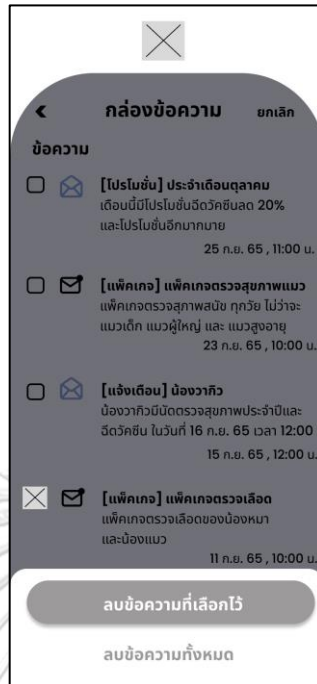 กล่องข้อความ ยกเลิก
ข้อความ
[โปรโมชั่น] ประจำเดือนตุลาคม
เดือนนี้มีโปรโมชั่นฉีดวัคซีนลด 20%
และโปรโมชั่นอีกมากมาย
25 ก.ย. 65 , 11:00 น.
[แพ็คเกจ] แพ็คเกจตรวจสุขภาพแมว
แพ็คเกจตรวจสุภาพสนัข ทุกวัย ไม่ว่าจะ
แมวเด็ก แมวผู้ใหญ่ และ แมวสูงอายุ
23 ก.ย. 65 , 10:00 น.
[แจ้งเตือน] น้องวากิว
น้องวากิวมีนัดตรวจสุขภาพประจำปีและ
ฉีดวัคซีน ในวันที่ 16 ก.ย. 65 เวลา 12:00
15 ก.ย. 65 , 12:00 น.
[แพ็คเกจ] แพ็คเกจตรวจเลือด
แพ็คเกจตรวจเลือดของน้องหมา
และน้องแมว
11 ก.ย. 65 , 10:00 น.
ลบข้อความที่เลือกไว้
ลบข้อความทั้งหมด